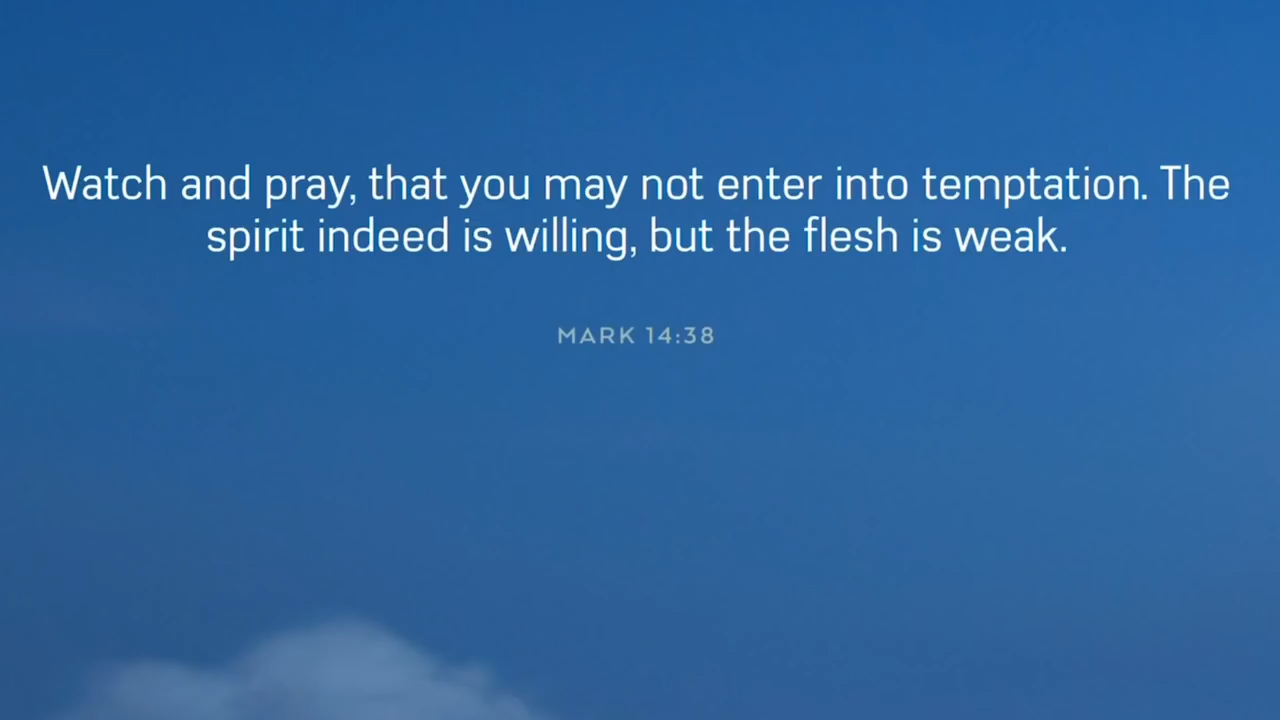 Watch and pray, that you may not enter into temptation. The
spirit indeed is willing, but the flesh is weak.
MARK 14:38